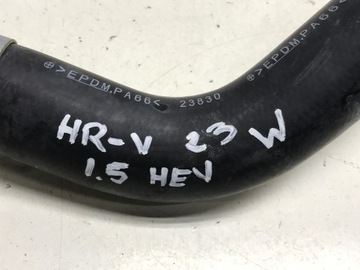 >EPDM.PA66< 23830
>EPDM.PA66<
HR-V 23 W
1.5 HEV